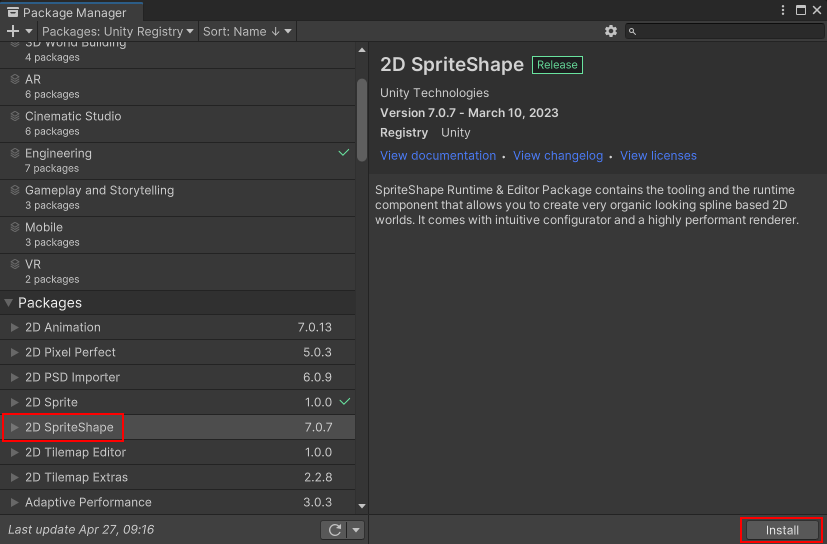 Package Manager
Packages: Unity Registry
Sort: Name ↓
3D World Building
4 packages
AR
6 packages
Cinematic Studio
6 packages
Engineering
7 packages
Gameplay and Storytelling
3 packages
Mobile
3 packages
VR
2 packages
Packages
2D Animation 7.0.13
2D Pixel Perfect 5.0.3
2D PSD Importer 6.0.9
2D Sprite 1.0.0
2D SpriteShape 7.0.7
2D Tilemap Editor 1.0.0
2D Tilemap Extras 2.2.8
Adaptive Performance 3.0.3
Last update Apr 27, 09:16
2D SpriteShape Release
Unity Technologies
Version 7.0.7 - March 10, 2023
Registry Unity
View documentation • View changelog • View licenses
SpriteShape Runtime & Editor Package contains the tooling and the runtime
component that allows you to create very organic looking spline based 2D
worlds. It comes with intuitive configurator and a highly performant renderer.
Install